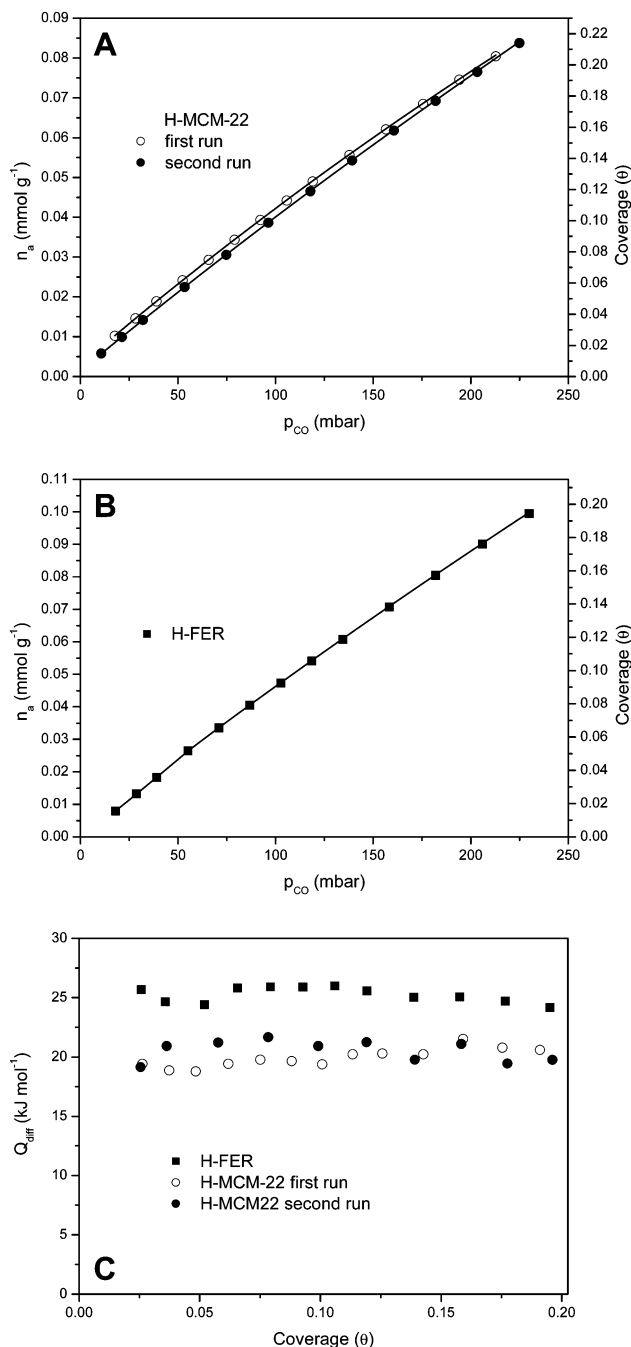 A
H-MCM-22
first run
second run
0.09
0.08
0.07
0.06
0.05
0.04
0.03
0.02
0.01
0.00
nₐ (mmol g⁻¹)
0.22
0.20
0.18
0.16
0.14
0.12
0.10
0.08
0.06
0.04
0.02
0.00
Coverage (θ)
0 50 100 150 200 250
p_CO (mbar)
B
H-FER
0.11
0.10
0.09
0.08
0.07
0.06
0.05
0.04
0.03
0.02
0.01
0.00
nₐ (mmol g⁻¹)
0.20
0.18
0.16
0.14
0.12
0.10
0.08
0.06
0.04
0.02
0.00
Coverage (θ)
0 50 100 150 200 250
p_CO (mbar)
30
25
20
15
10
5
0
Q_diff (kJ mol⁻¹)
H-FER
H-MCM-22 first run
H-MCM22 second run
C
0.00 0.05 0.10 0.15 0.20
Coverage (θ)